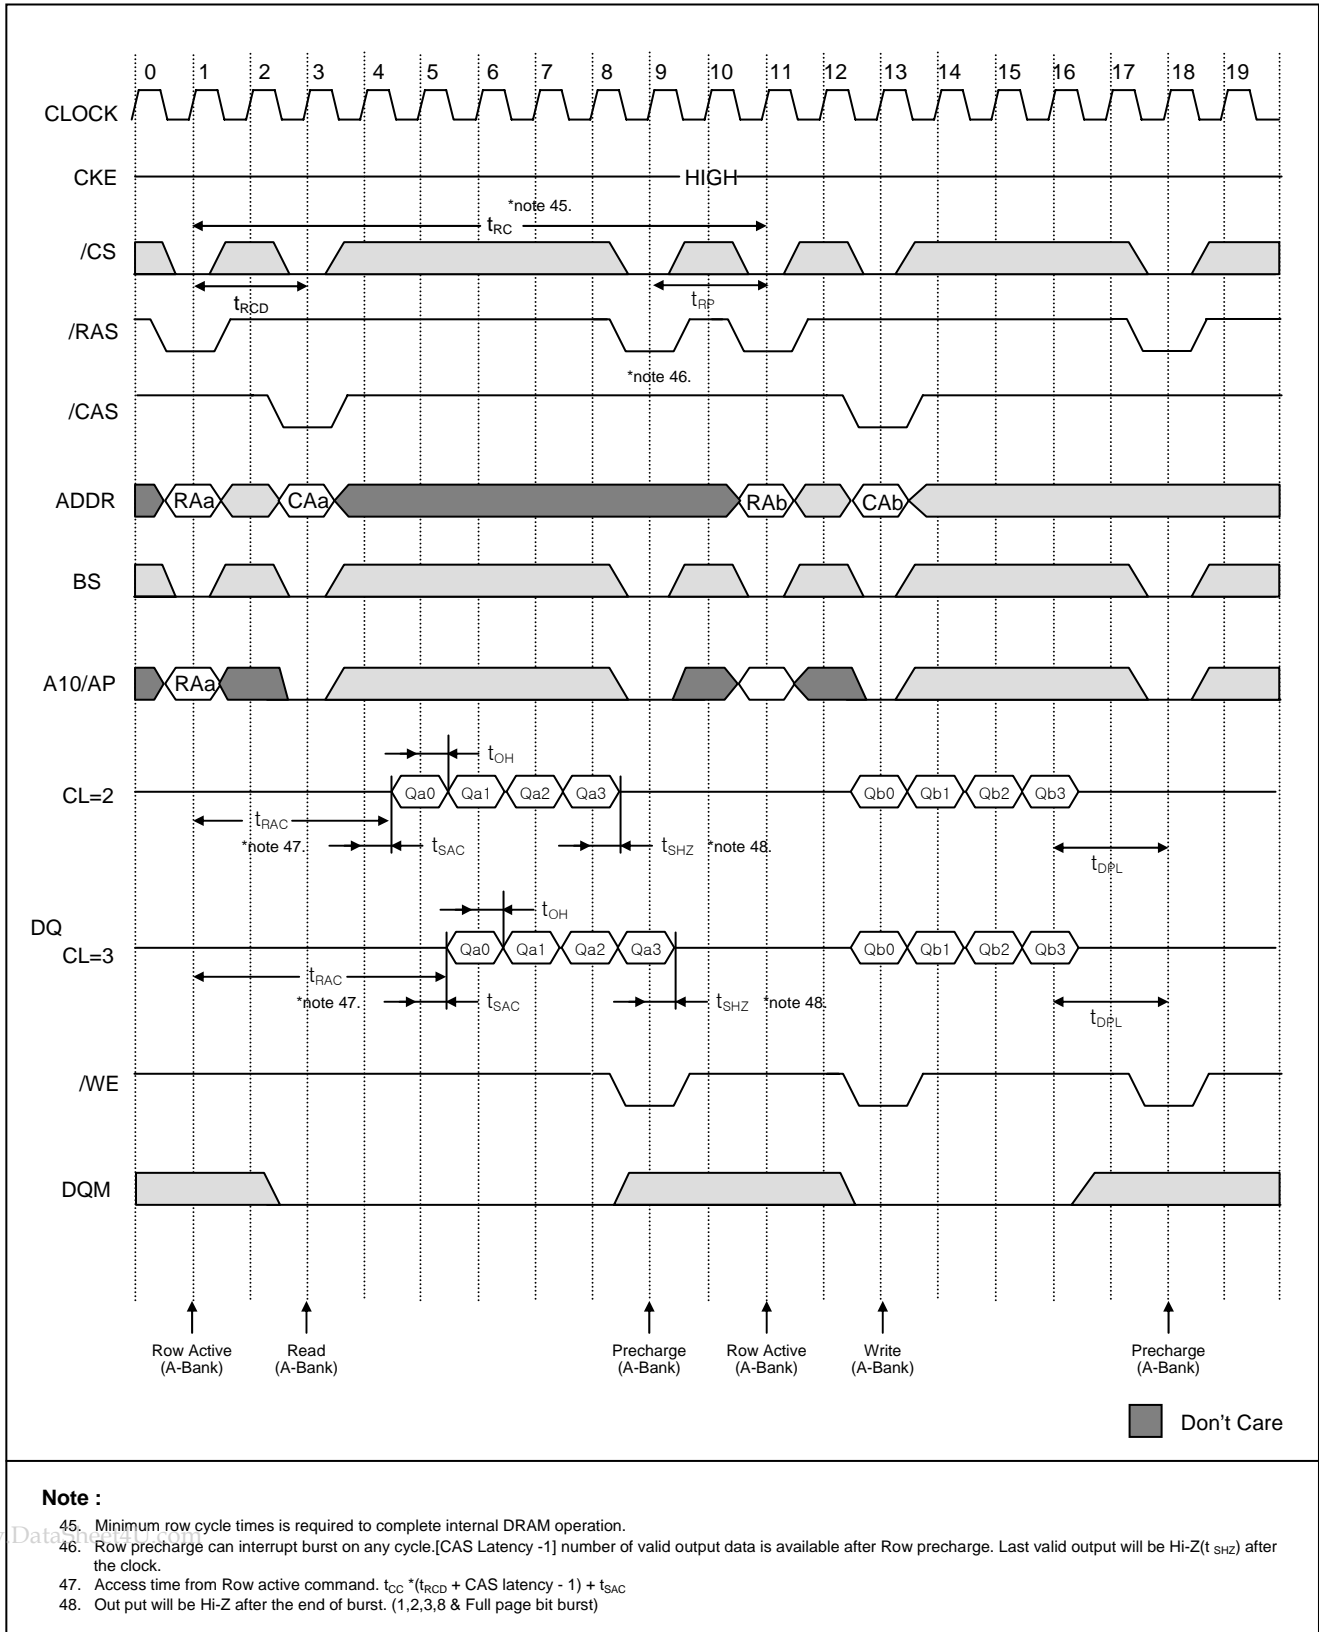 0 1 2 3 4 5 6 7 8 9 10 11 12 13 14 15 16 17 18 19
CLOCK
CKE
HIGH
*note 45.
tRC
/CS
tRCD
tRP
/RAS
*note 46.
/CAS
ADDR
RAa
CAa
RAb
CAb
BS
A10/AP
RAa
tOH
CL=2
Qa0 Qa1 Qa2 Qa3
Qb0 Qb1 Qb2 Qb3
tRAC
*note 47.
tSAC
tSHZ
*note 48.
tDPL
tOH
DQ
CL=3
Qa0 Qa1 Qa2 Qa3
Qb0 Qb1 Qb2 Qb3
tRAC
*note 47.
tSAC
tSHZ
*note 48.
tDPL
/WE
DQM
Row Active
(A-Bank)
Read
(A-Bank)
Precharge
(A-Bank)
Row Active
(A-Bank)
Write
(A-Bank)
Precharge
(A-Bank)
Don't Care
Note :
45. Minimum row cycle times is required to complete internal DRAM operation.
.DataSheet4U.com
46. Row precharge can interrupt burst on any cycle.[CAS Latency -1] number of valid output data is available after Row precharge. Last valid output will be Hi-Z(t SHZ) after
the clock.
47. Access time from Row active command. tCC *(tRCD + CAS latency - 1) + tSAC
48. Out put will be Hi-Z after the end of burst. (1,2,3,8 & Full page bit burst)